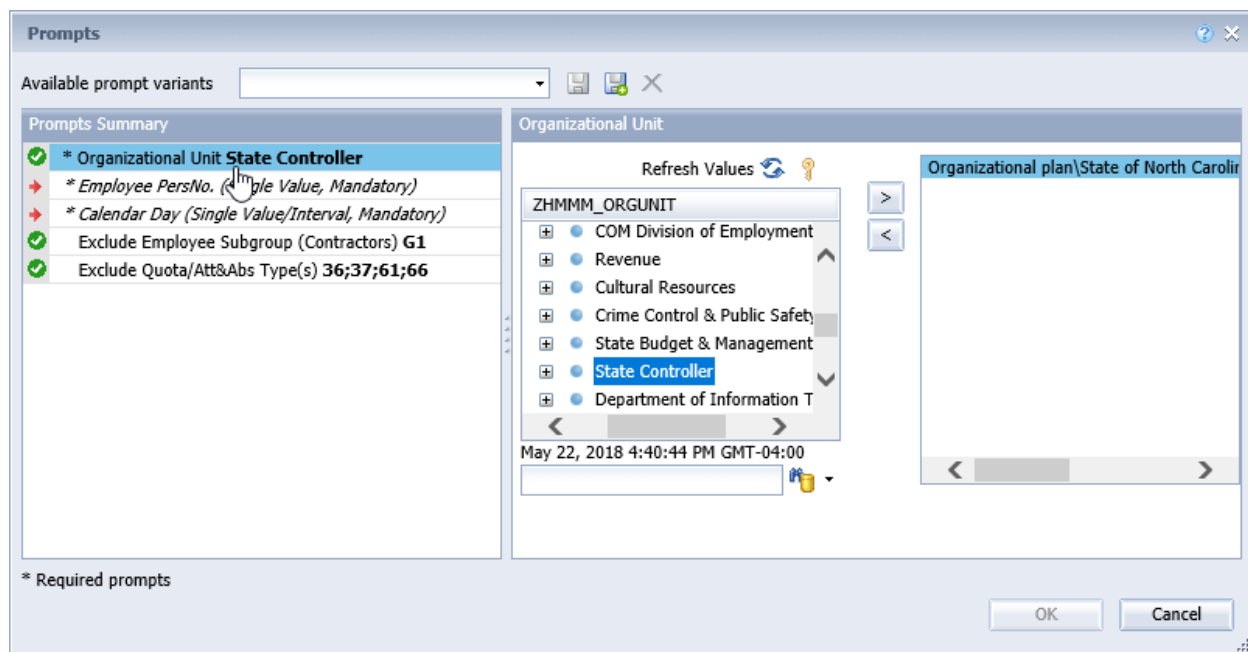 Prompts
Available prompt variants
Prompts Summary
* Organizational Unit State Controller
* Employee PersNo. (Single Value, Mandatory)
* Calendar Day (Single Value/Interval, Mandatory)
Exclude Employee Subgroup (Contractors) G1
Exclude Quota/Att&Abs Type(s) 36;37;61;66
Organizational Unit
Refresh Values
ZHMMM_ORGUNIT
COM Division of Employment
Revenue
Cultural Resources
Crime Control & Public Safety
State Budget & Management
State Controller
Department of Information T
May 22, 2018 4:40:44 PM GMT-04:00
>
<
Organizational plan\State of North Carolin
* Required prompts
OK
Cancel